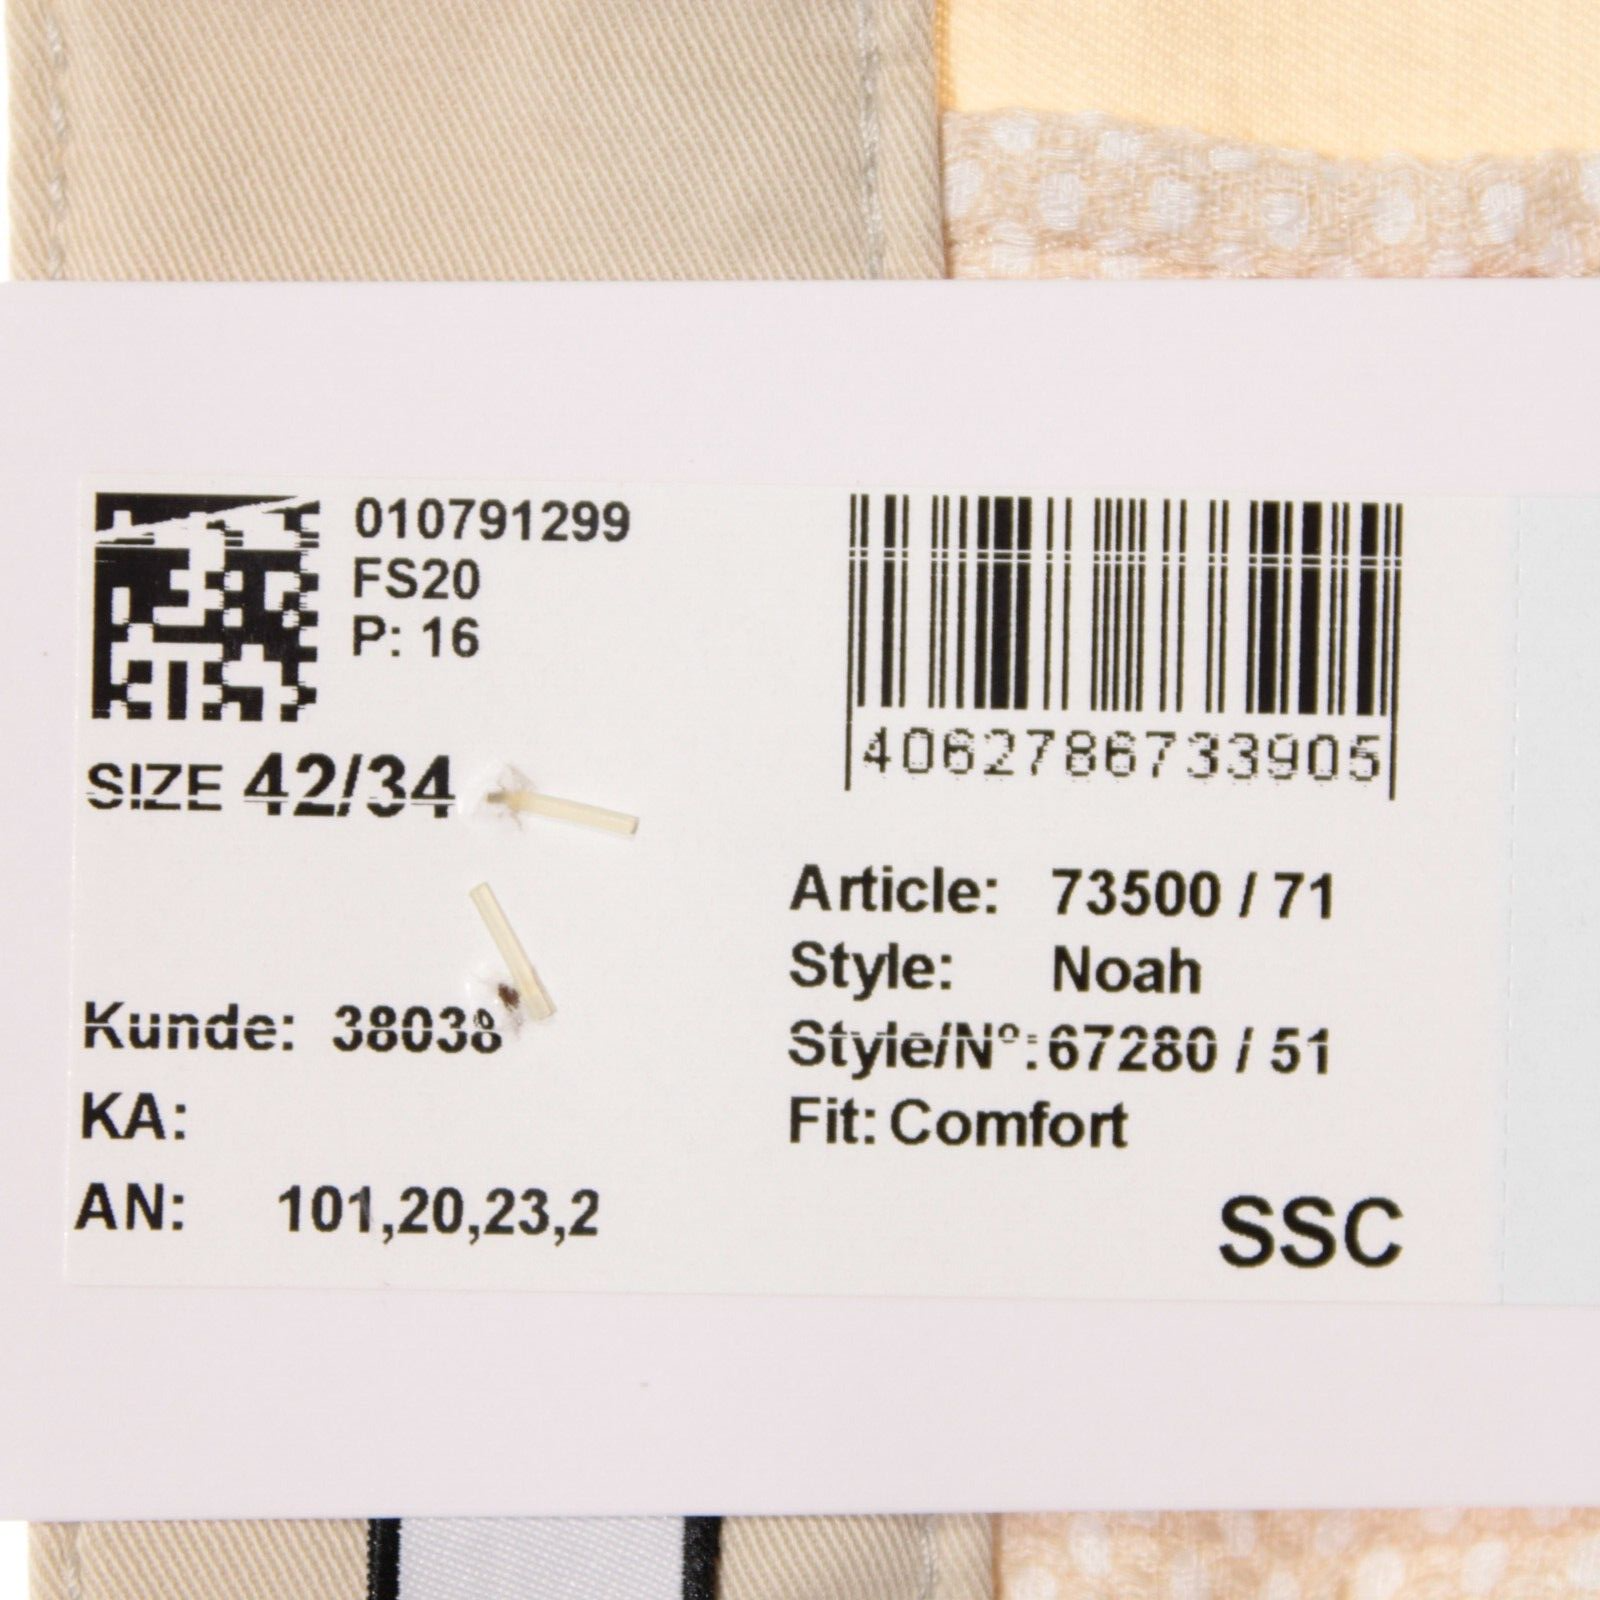 010791299
FS20
P: 16
SIZE 42/34
Kunde: 38038
KA:
AN: 101,20,23,2
4062786733905
Article: 73500 / 71
Style: Noah
Style/Nº: 67280 / 51
Fit: Comfort
SSC